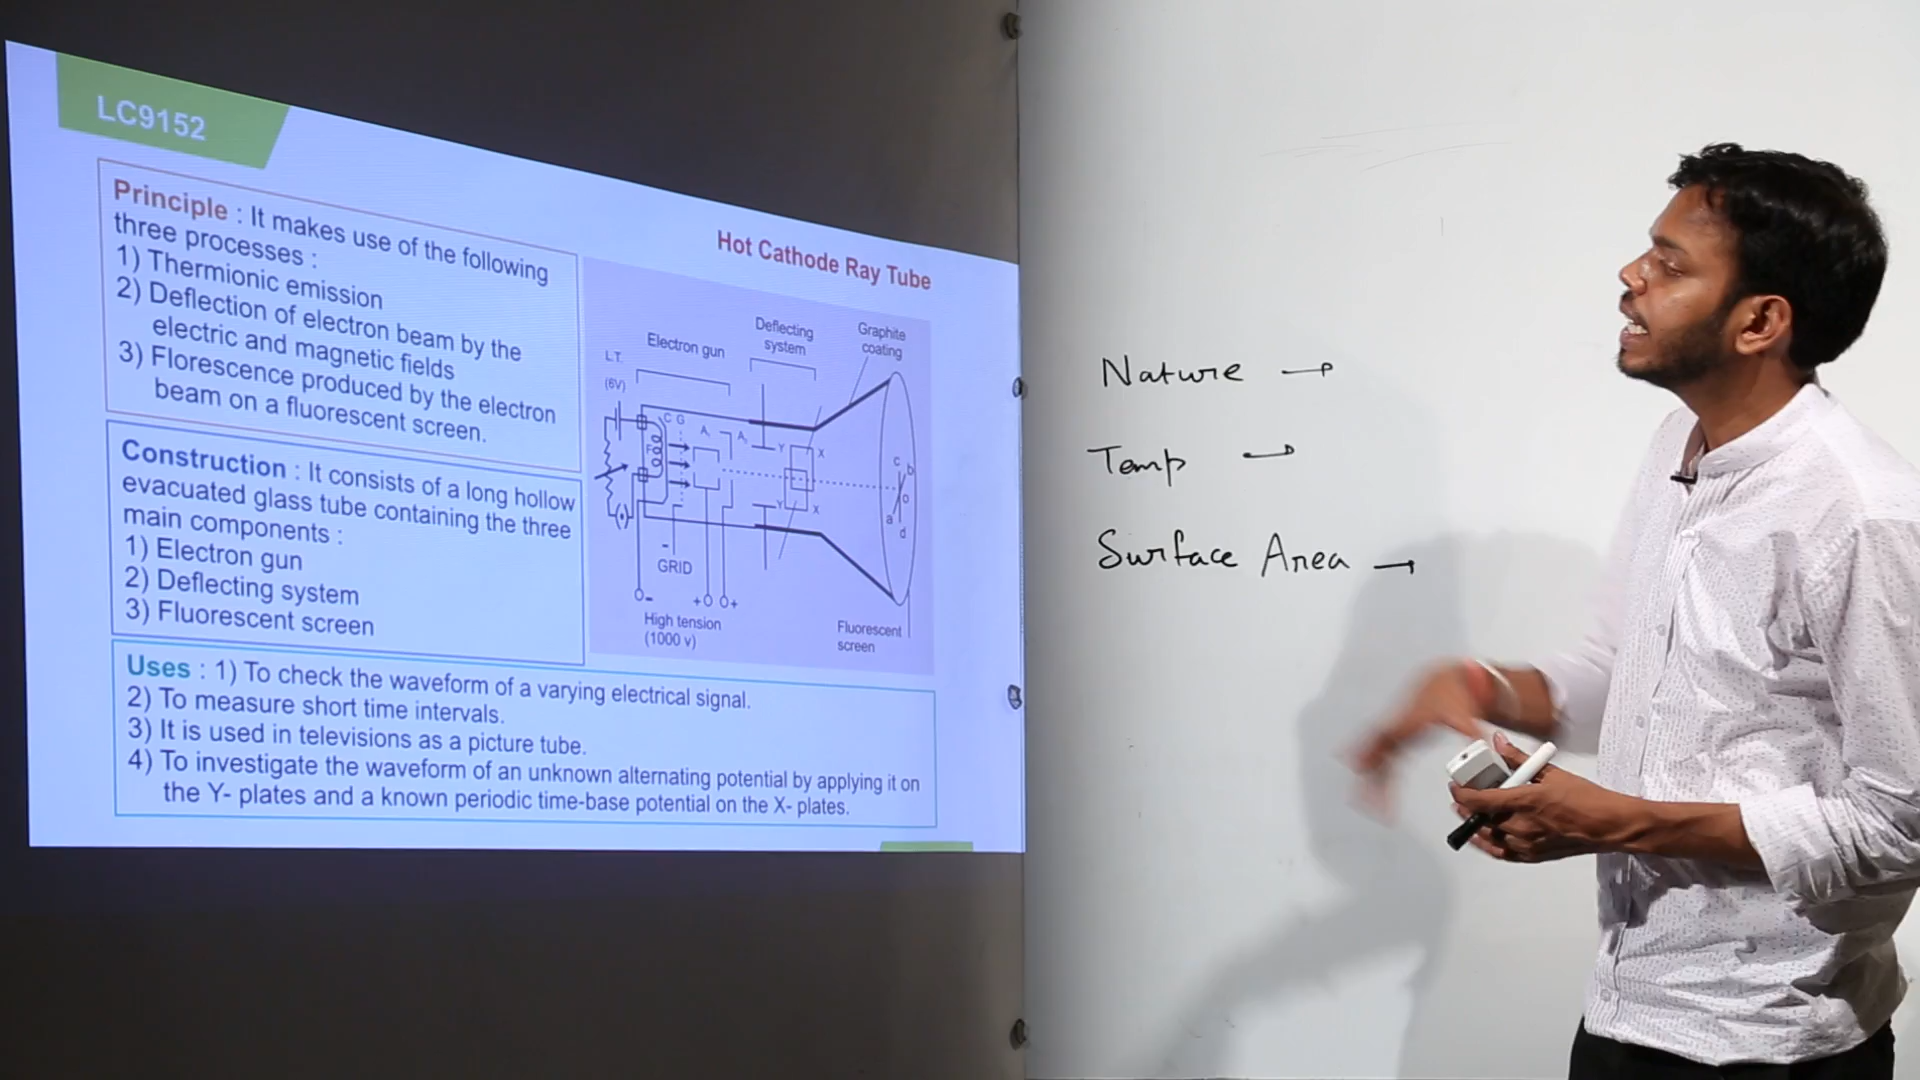 LC9152
Principle : It makes use of the following
three processes :
1) Thermionic emission
2) Deflection of electron beam by the
electric and magnetic fields
3) Florescence produced by the electron
beam on a fluorescent screen.
Construction : It consists of a long hollow
evacuated glass tube containing the three
main components :
1) Electron gun
2) Deflecting system
3) Fluorescent screen
Hot Cathode Ray Tube
Electron gun
Deflecting
system
Graphite
coating
L.T.
(6V)
C G
F
A₁
A₂
Y
X
Y
X
c
b
o
a
d
-
GRID
-
+
+
High tension
(1000 v)
Fluorescent
screen
Uses : 1) To check the waveform of a varying electrical signal.
2) To measure short time intervals.
3) It is used in televisions as a picture tube.
4) To investigate the waveform of an unknown alternating potential by applying it on
the Y- plates and a known periodic time-base potential on the X- plates.
Nature →
Temp →
Surface Area →